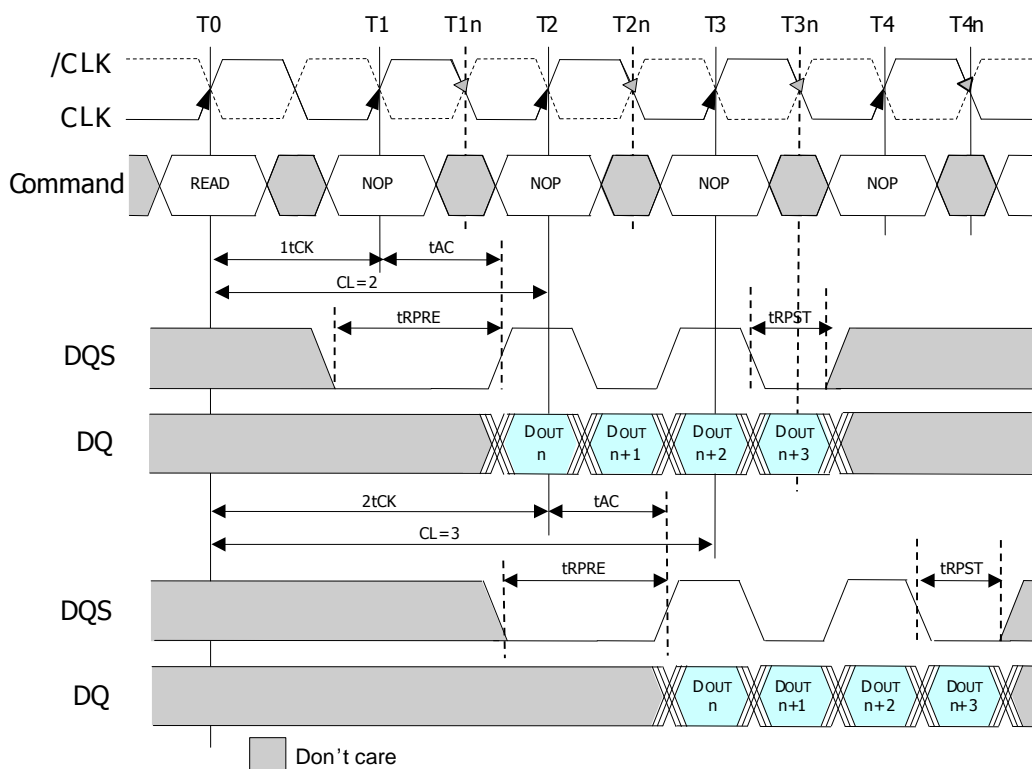 T0 T1 T1n T2 T2n T3 T3n T4 T4n
/CLK
CLK
Command READ NOP NOP NOP NOP
1tCK tAC
CL=2
tRPRE tRPST
DQS
DQ DOUT n DOUT n+1 DOUT n+2 DOUT n+3
2tCK tAC
CL=3
tRPRE tRPST
DQS
DQ DOUT n DOUT n+1 DOUT n+2 DOUT n+3
Don't care